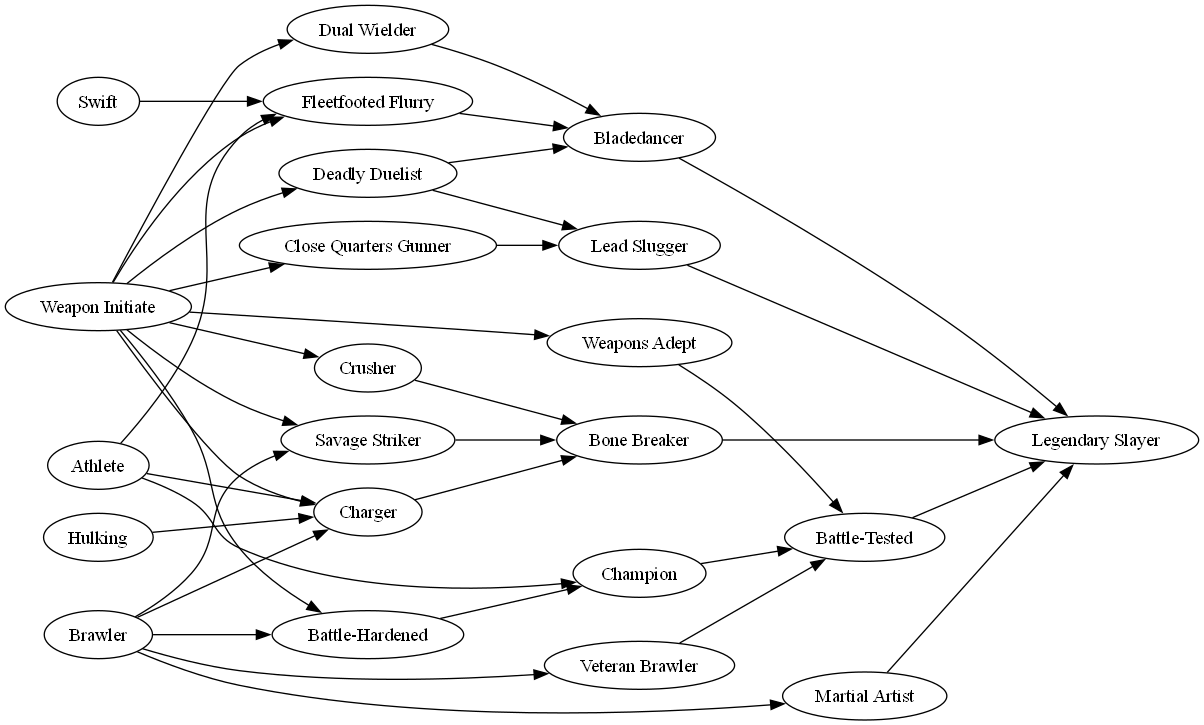 Dual Wielder
Swift
Fleetfooted Flurry
Bladedancer
Deadly Duelist
Close Quarters Gunner
Lead Slugger
Weapon Initiate
Weapons Adept
Crusher
Savage Striker
Bone Breaker
Legendary Slayer
Athlete
Charger
Hulking
Battle-Tested
Champion
Brawler
Battle-Hardened
Veteran Brawler
Martial Artist